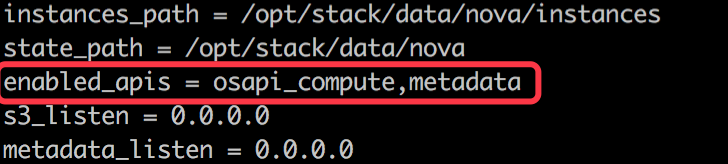 instances_path = /opt/stack/data/nova/instances
state_path = /opt/stack/data/nova
enabled_apis = osapi_compute,metadata
s3_listen = 0.0.0.0
metadata_listen = 0.0.0.0